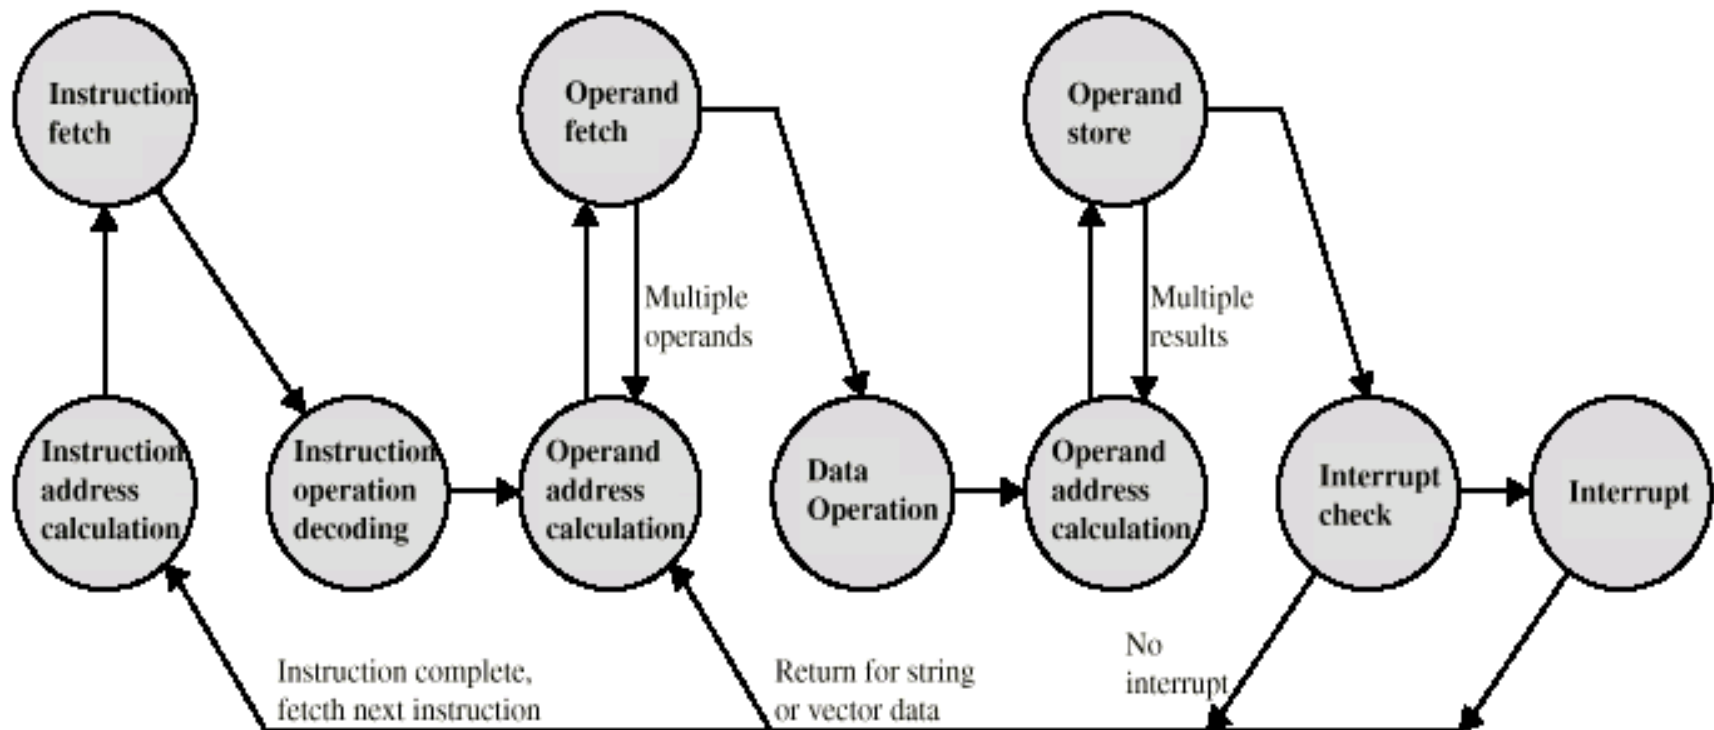 Instruction
fetch
Operand
fetch
Operand
store
Multiple
operands
Multiple
results
Instruction
address
calculation
Instruction
operation
decoding
Operand
address
calculation
Data
Operation
Operand
address
calculation
Interrupt
check
Interrupt
Instruction complete,
fetcth next instruction
Return for string
or vector data
No
interrupt